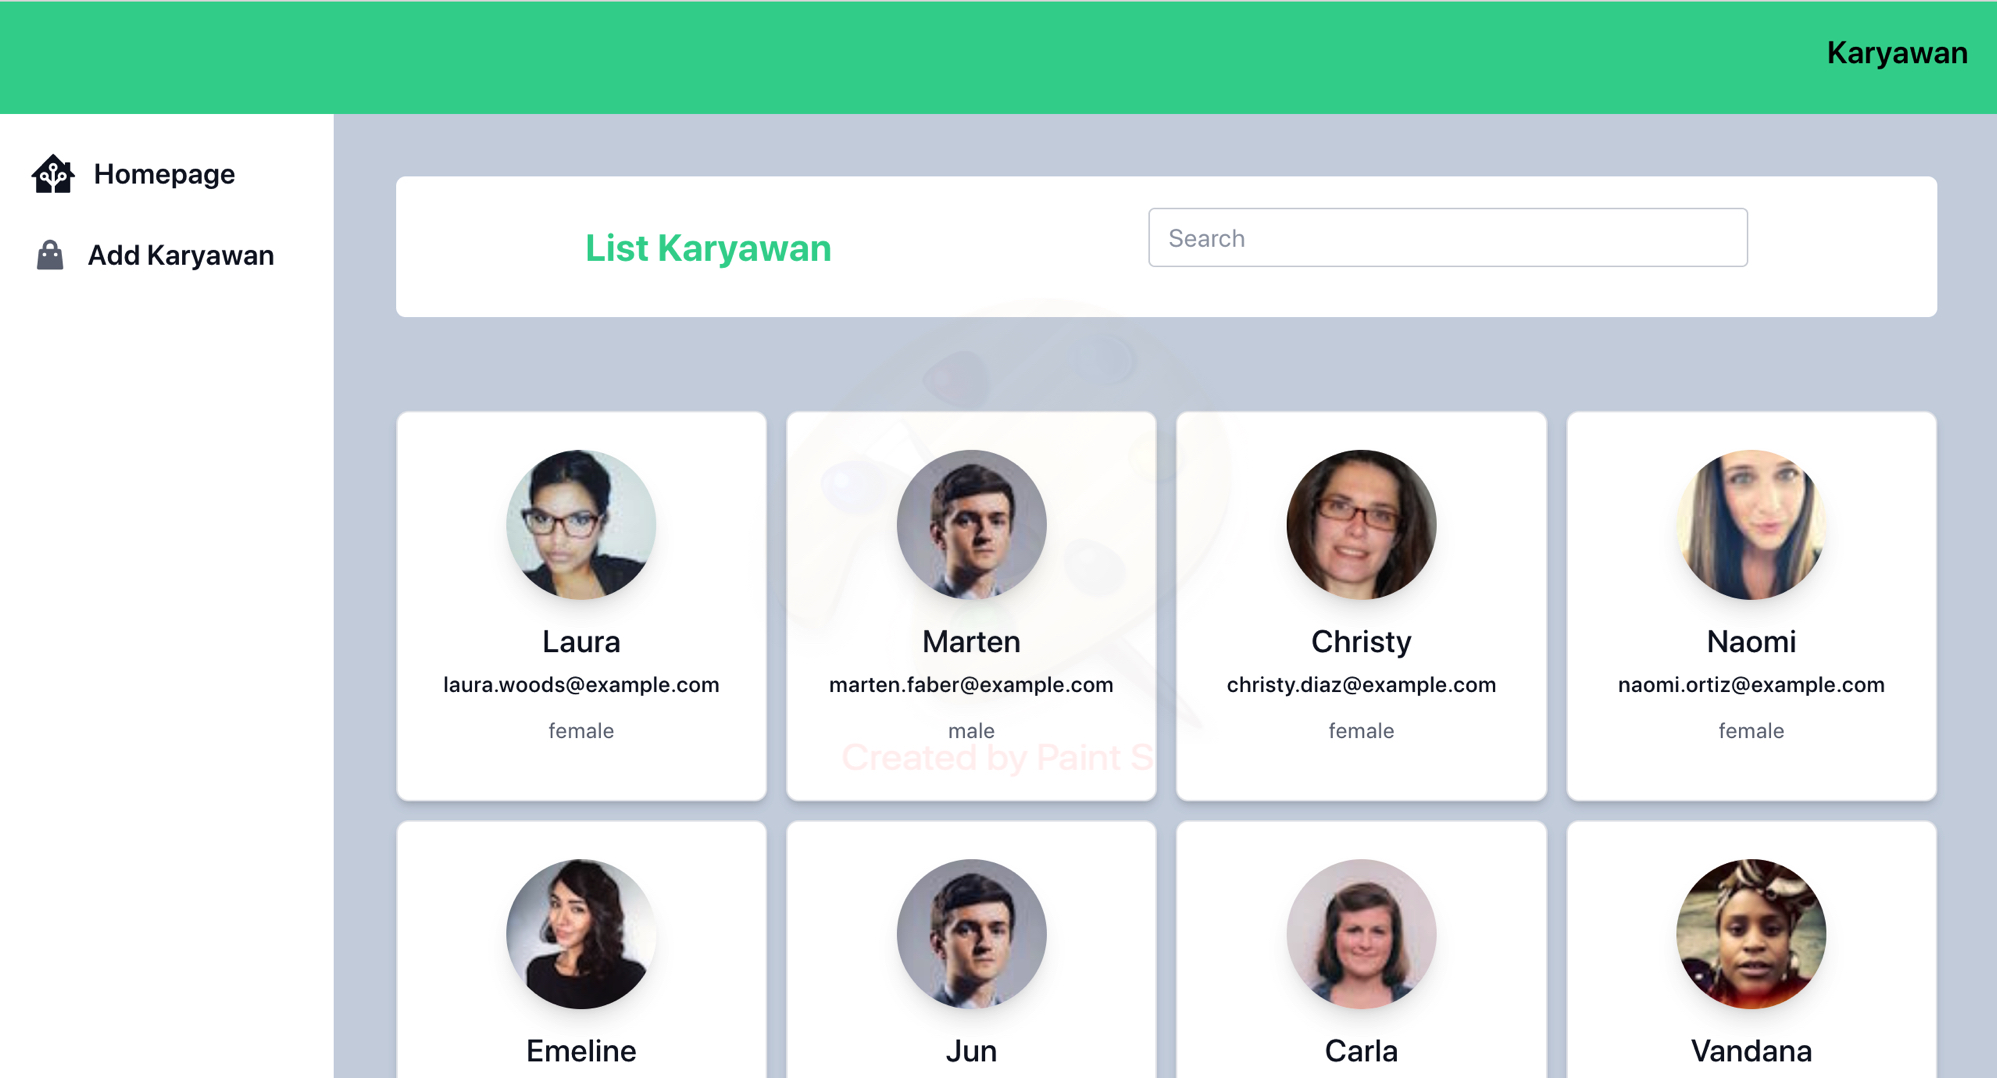 Karyawan
Homepage
Add Karyawan
List Karyawan
Search
Laura
laura.woods@example.com
female
Marten
marten.faber@example.com
male
Christy
christy.diaz@example.com
female
Naomi
naomi.ortiz@example.com
female
Created by Paint S
Emeline
Jun
Carla
Vandana